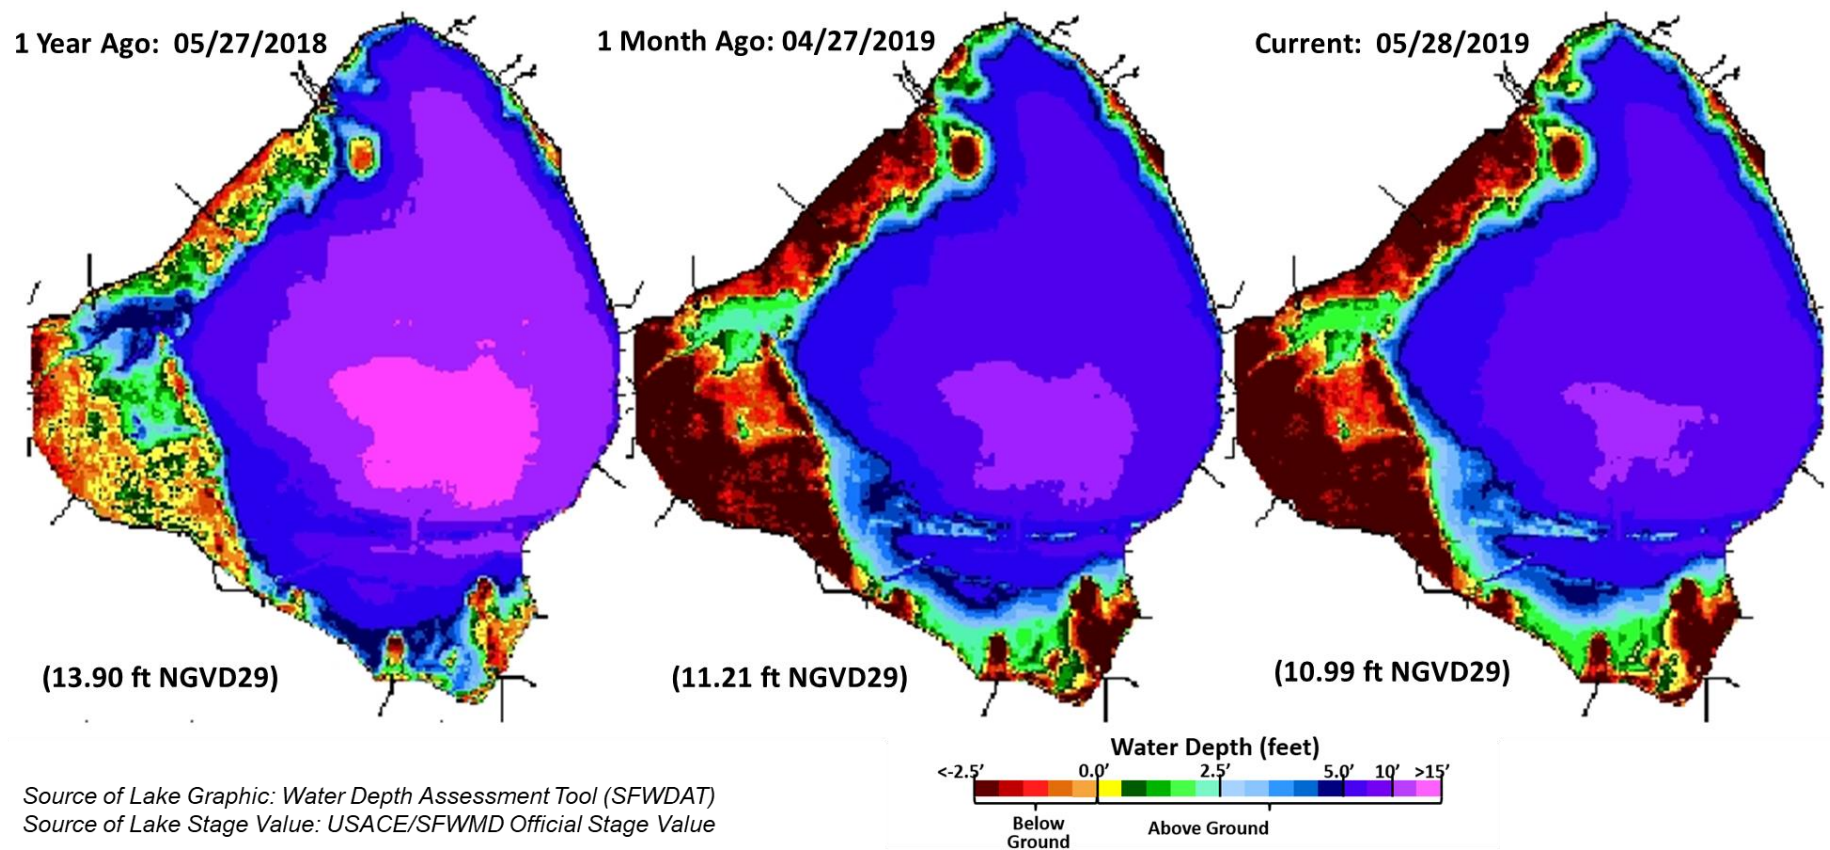 1 Year Ago:  05/27/2018
1 Month Ago: 04/27/2019
Current:  05/28/2019
(13.90 ft NGVD29)
(11.21 ft NGVD29)
(10.99 ft NGVD29)
Water Depth (feet)
<-2.5’ 0.0’ 2.5’ 5.0’ 10’ >15’
Below
Ground
Above Ground
Source of Lake Graphic: Water Depth Assessment Tool (SFWDAT)
Source of Lake Stage Value: USACE/SFWMD Official Stage Value